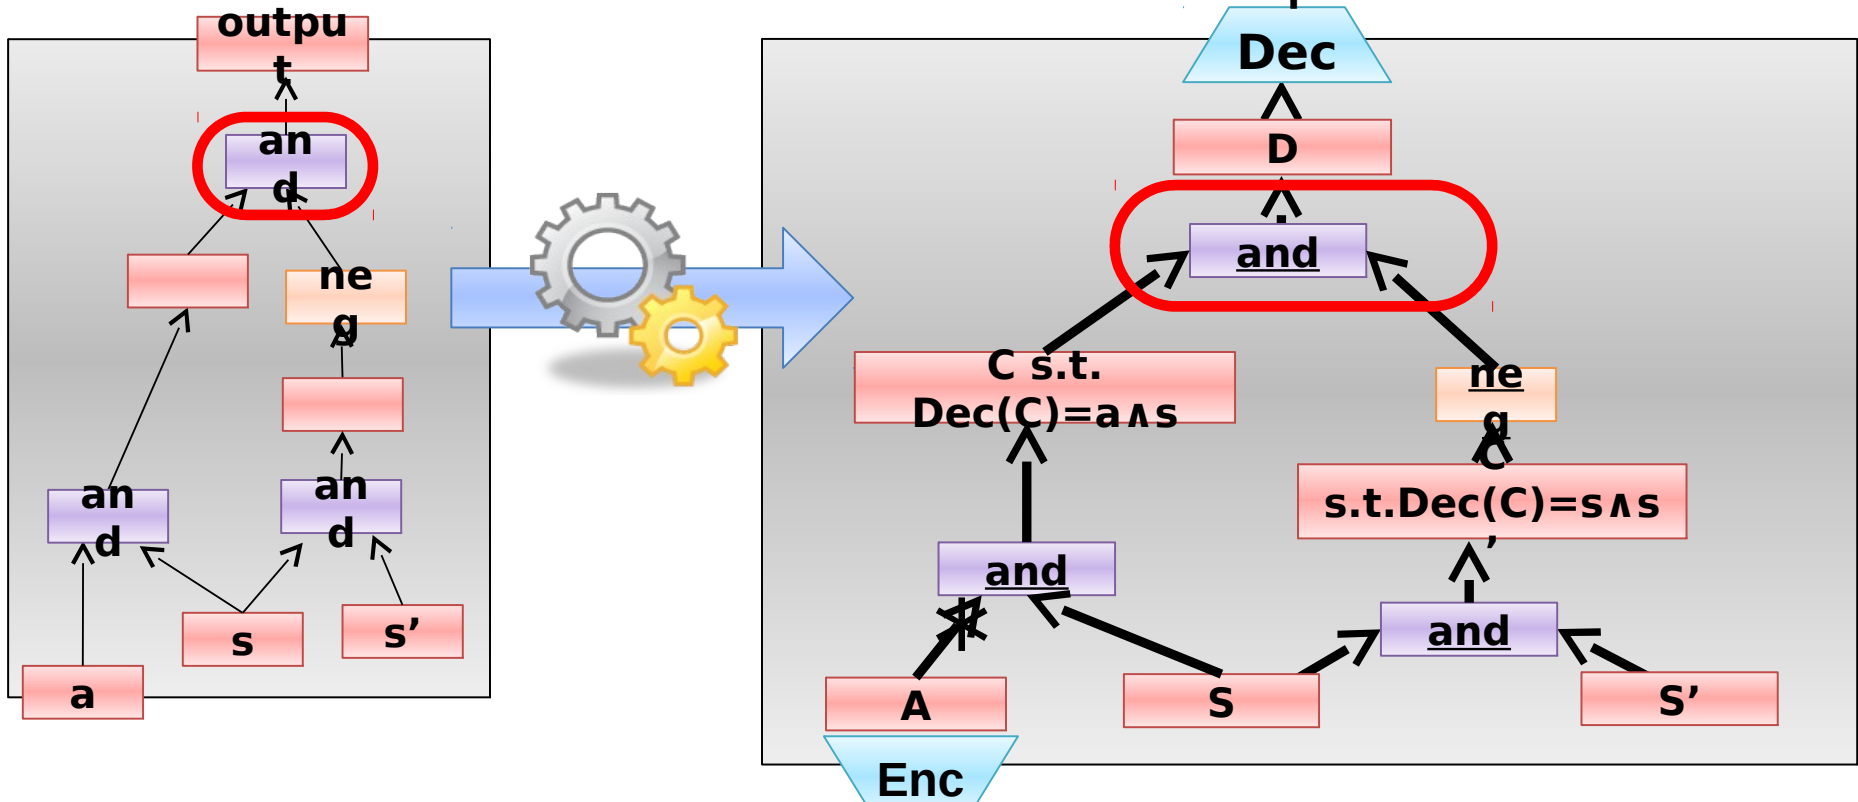 outpu
t
an
d
ne
g
an
d
an
d
s
s’
a
Dec
D
and
C s.t.
Dec(C)=a∧s
ne
g
C
s.t.Dec(C)=s∧s
’
and
and
A
S
S’
Enc